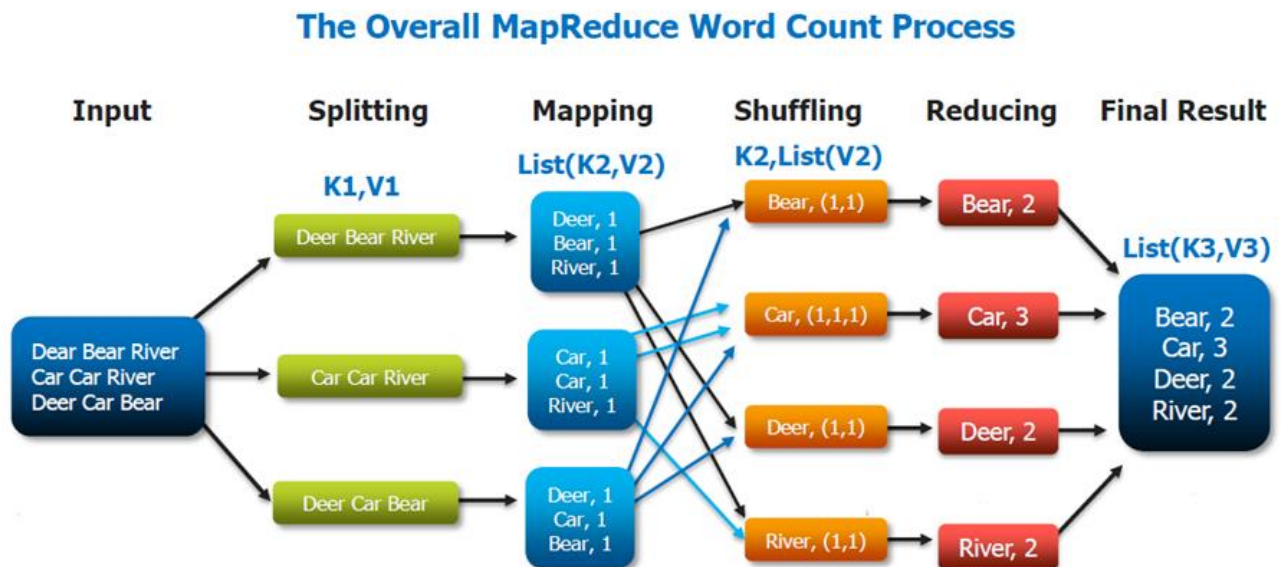 The Overall MapReduce Word Count Process
Input
Splitting
Mapping
Shuffling
Reducing
Final Result
K1,V1
List(K2,V2)
K2,List(V2)
List(K3,V3)
Dear Bear River
Car Car River
Deer Car Bear
Deer Bear River
Car Car River
Deer Car Bear
Deer, 1
Bear, 1
River, 1
Car, 1
Car, 1
River, 1
Deer, 1
Car, 1
Bear, 1
Bear, (1,1)
Car, (1,1,1)
Deer, (1,1)
River, (1,1)
Bear, 2
Car, 3
Deer, 2
River, 2
Bear, 2
Car, 3
Deer, 2
River, 2